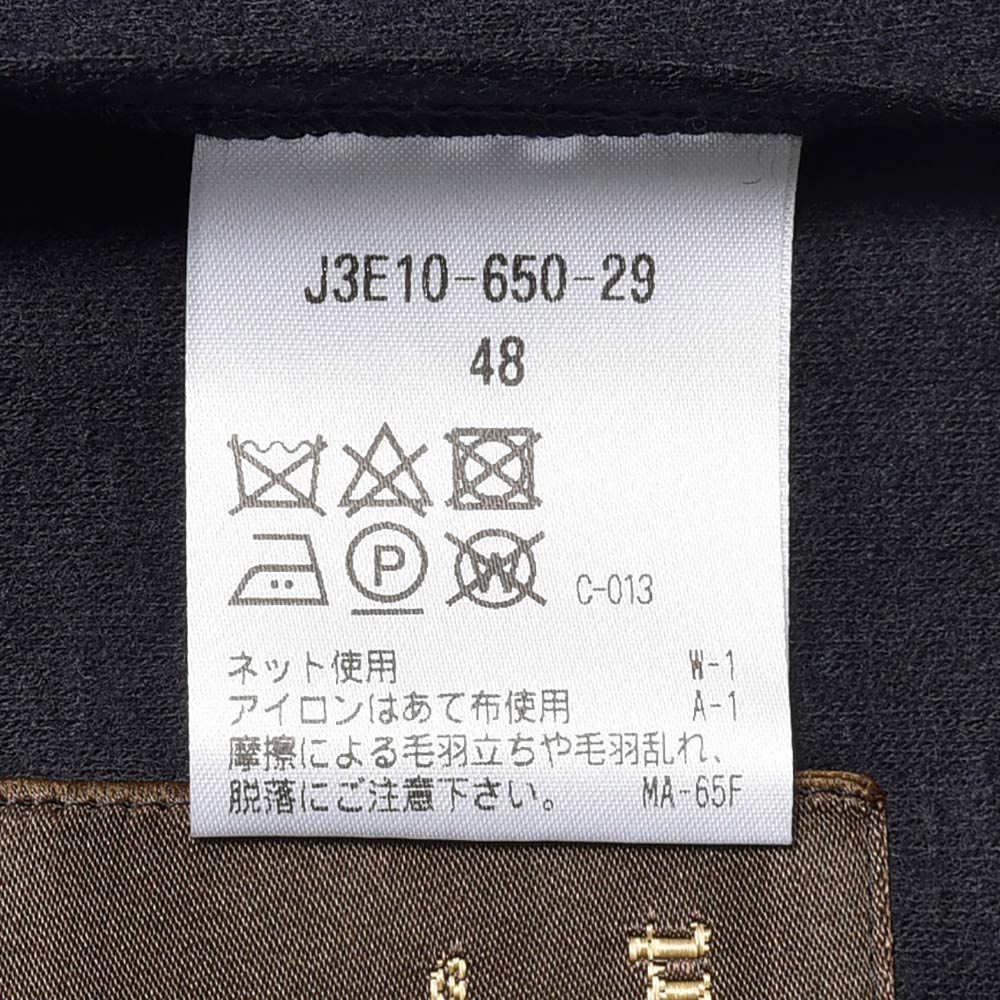 J3E10-650-29
48
P W C-013
ネット使用 W-1
アイロンはあて布使用 A-1
摩擦による毛羽立ちや毛羽乱れ、
脱落にご注意下さい。 MA-65F